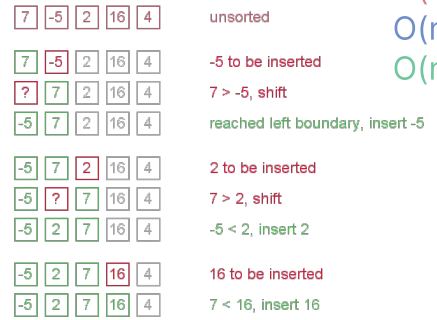 7 -5 2 16 4 unsorted
7 -5 2 16 4 -5 to be inserted
? 7 2 16 4 7 > -5, shift
-5 7 2 16 4 reached left boundary, insert -5
-5 7 2 16 4 2 to be inserted
-5 ? 7 16 4 7 > 2, shift
-5 2 7 16 4 -5 < 2, insert 2
-5 2 7 16 4 16 to be inserted
-5 2 7 16 4 7 < 16, insert 16
O(
O(